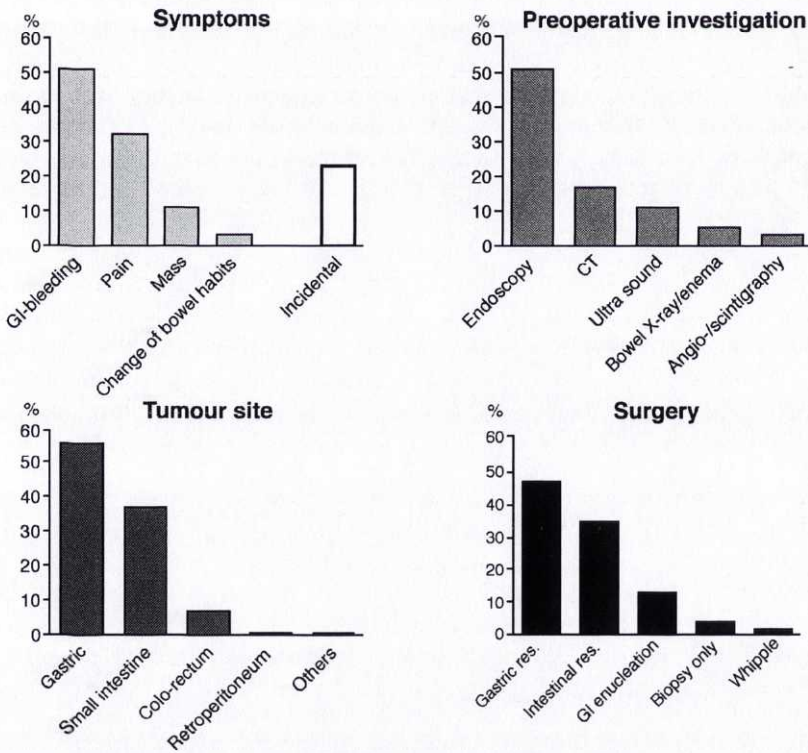 Symptoms
%
60
50
40
30
20
10
0
GI-bleeding
Pain
Mass
Change of bowel habits
Incidental
Preoperative investigation
%
60
50
40
30
20
10
0
Endoscopy
CT
Ultra sound
Bowel X-ray/enema
Angio-/scintigraphy
Tumour site
%
60
50
40
30
20
10
0
Gastric
Small intestine
Colo-rectum
Retroperitoneum
Others
Surgery
%
60
50
40
30
20
10
0
Gastric res.
Intestinal res.
GI enucleation
Biopsy only
Whipple